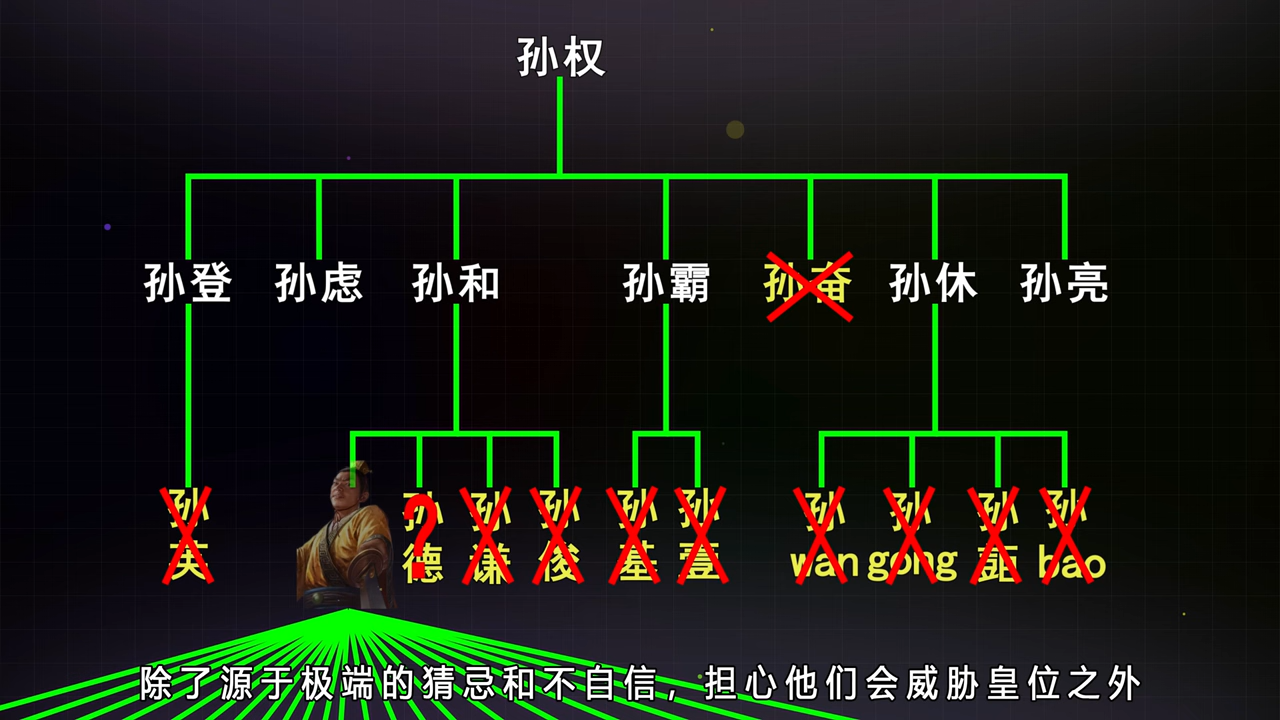 孙权
孙登 孙虑 孙和 孙霸 孙奋 孙休 孙亮
孙英 孙德 孙谦 孙俊 孙基 孙壹 孙wan 孙gong 孙 孙bao
?
除了源于极端的猜忌和不自信，担心他们会威胁皇位之外